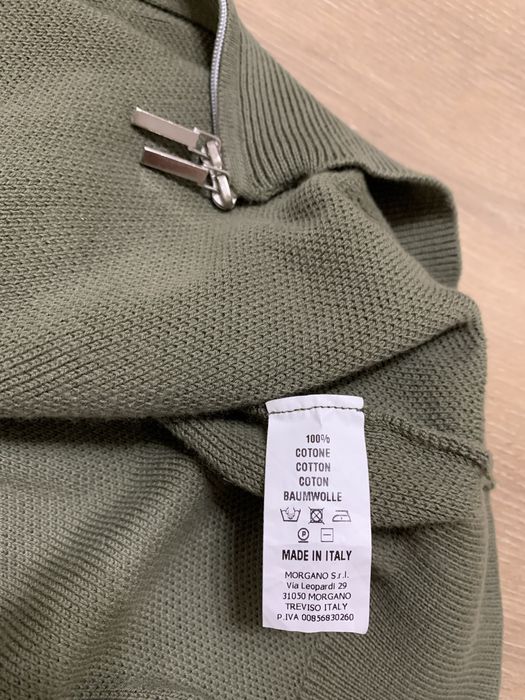 100%
COTONE
COTTON
COTON
BAUMWOLLE
P
MADE IN ITALY
MORGANO S.r.l.
Via Leopardi 29
31050 MORGANO
TREVISO ITALY
P.IVA 00856830260